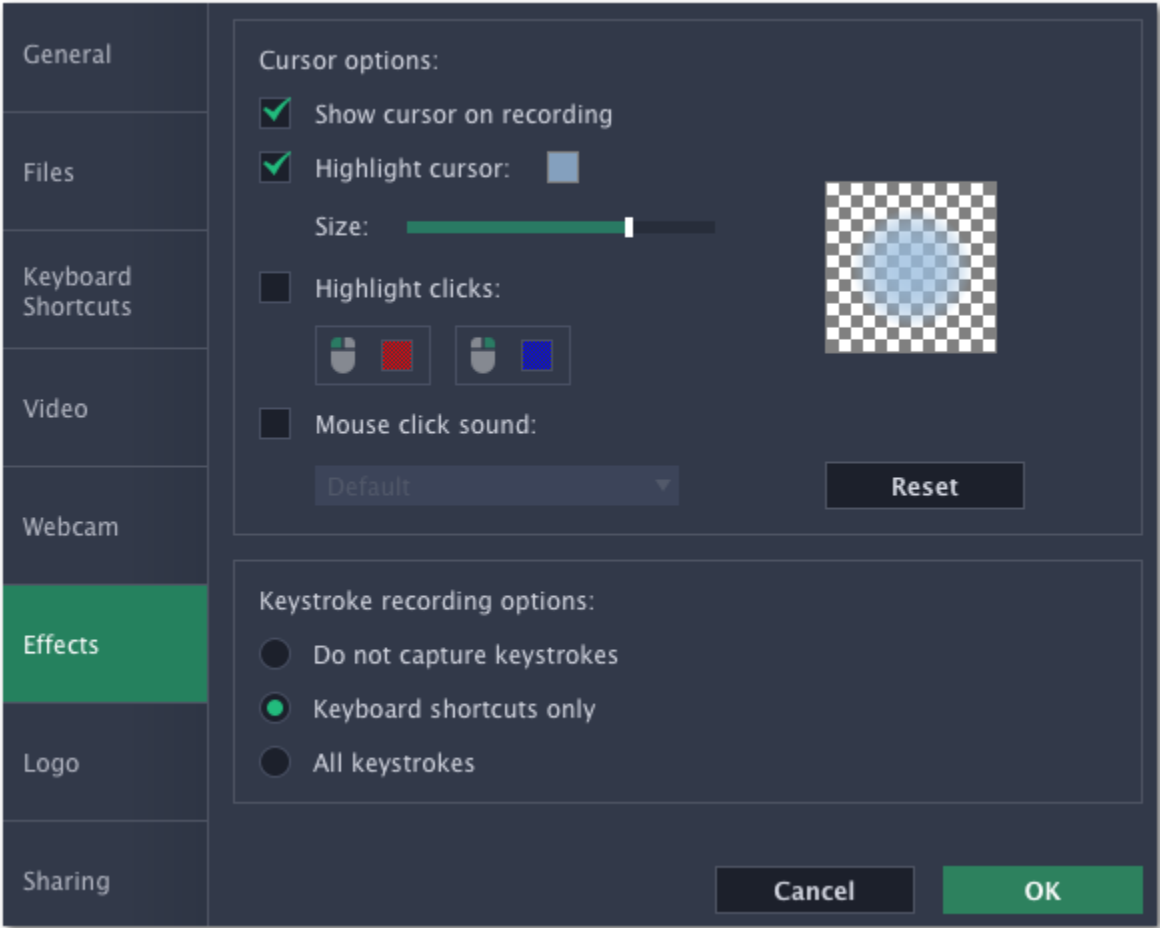 General
Files
Keyboard
Shortcuts
Video
Webcam
Effects
Logo
Sharing
Cursor options:
Show cursor on recording
Highlight cursor:
Size:
Highlight clicks:
Mouse click sound:
Default
Reset
Keystroke recording options:
Do not capture keystrokes
Keyboard shortcuts only
All keystrokes
Cancel
OK